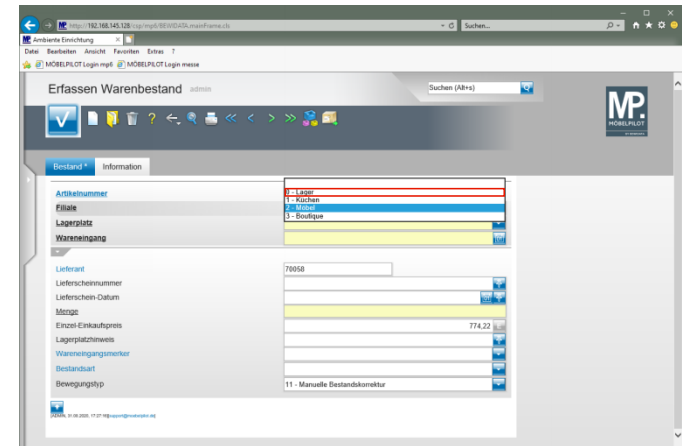 http://192.168.145.128/csp/mp6/BEWIDATA.mainFrame.cls
Suchen...
Ambiente Einrichtung
Datei Bearbeiten Ansicht Favoriten Extras ?
MÖBELPILOT Login mp6 MÖBELPILOT Login messe
Erfassen Warenbestand admin
Suchen (Alt+s)
MP.
MÖBELPILOT
Bestand * Information
Artikelnummer
0 - Lager
1 - Küchen
Filiale
2 - Möbel
3 - Boutique
Lagerplatz
Wareneingang
Lieferant 70050
Lieferscheinnummer
Lieferschein-Datum
Menge
Einzel-Einkaufspreis 774,22
Lagerplatzhinweis
Wareneingangsmerker
Bestandsart
Bewegungstyp 11 - Manuelle Bestandskorrektur